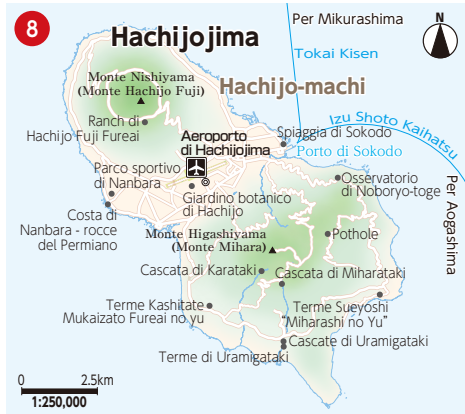 8
Hachijojima
Per Mikurashima
N
Tokai Kisen
Monte Nishiyama
(Monte Hachijo Fuji)
Hachijo-machi
Ranch di
Hachijo Fuji Fureai
Aeroporto
di Hachijojima
Spiaggia di Sokodo
Izu Shoto Kaihatsu
Porto di Sokodo
Parco sportivo
di Nanbara
Giardino botanico
di Hachijo
Osservatorio
di Noboryo-toge
Per Aogashima
Costa di
Nanbara - rocce
del Permiano
Monte Higashiyama
(Monte Mihara)
Pothole
Cascata di Karataki
Cascata di Miharataki
Terme Kashitate
Mukaizato Fureai no yu
Terme Sueyoshi
“Miharashi no Yu”
Cascate di Uramigataki
Terme di Uramigataki
0 2.5km
1:250,000